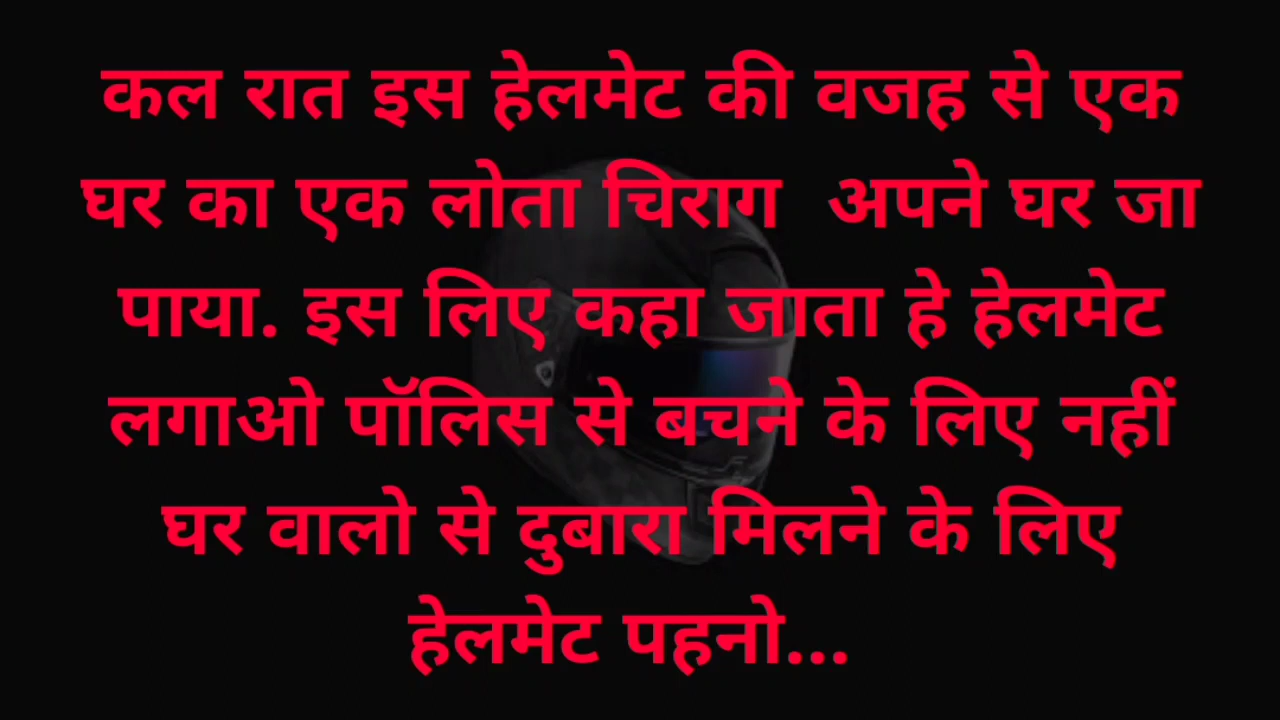 कल रात इस हेलमेट की वजह से एक
घर का एक लोता चिराग अपने घर जा
पाया. इस लिए कहा जाता हे हेलमेट
लगाओ पॉलिस से बचने के लिए नहीं
घर वालो से दुबारा मिलने के लिए
हेलमेट पहनो...